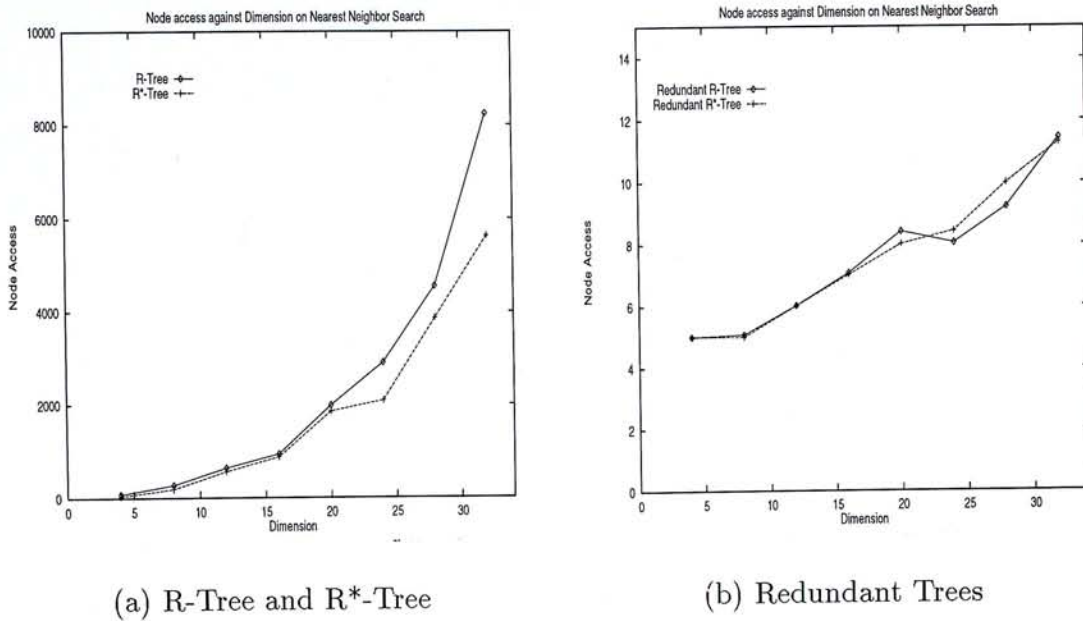 Node access against Dimension on Nearest Neighbor Search
10000
8000
6000
4000
2000
0
Node Access
R-Tree
R*-Tree
0 5 10 15 20 25 30
Dimension
(a) R-Tree and R*-Tree
Node access against Dimension on Nearest Neighbor Search
14
12
10
8
6
4
2
0
Node Access
Redundant R-Tree
Redundant R*-Tree
0 5 10 15 20 25 30
Dimension
(b) Redundant Trees